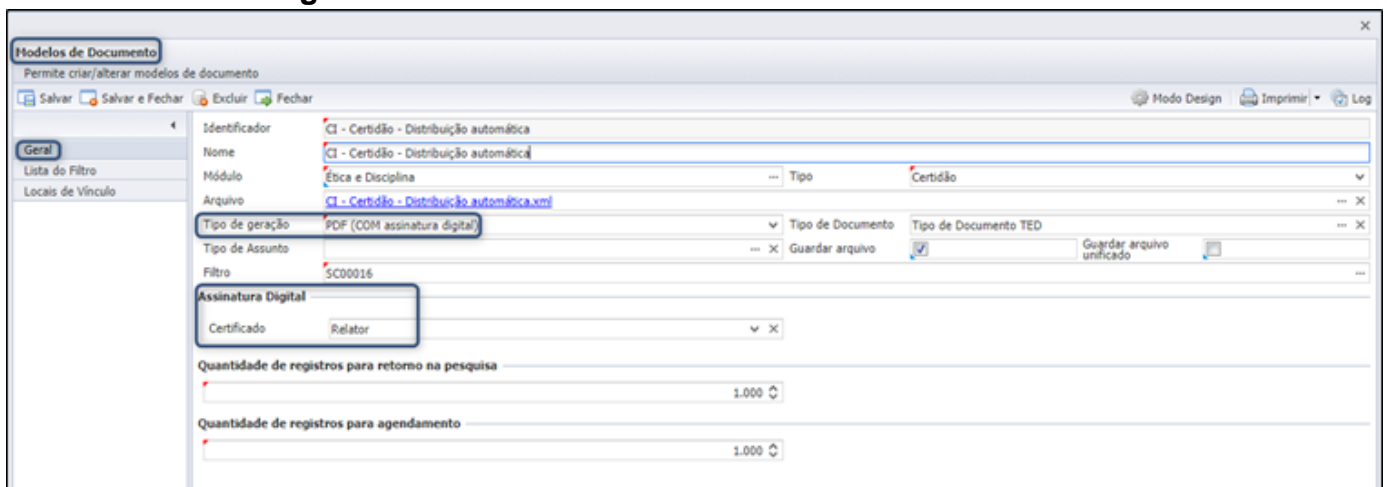 Modelos de Documento
Permite criar/alterar modelos de documento
Salvar Salvar e Fechar Excluir Fechar Modo Design Imprimir Log
Identificador CI - Certidão - Distribuição automática
Geral Nome CI - Certidão - Distribuição automática
Lista do Filtro Módulo Ética e Disciplina ... Tipo Certidão
Locais de Vínculo Arquivo CI - Certidão - Distribuição automática.xml ... X
Tipo de geração PDF (COM assinatura digital) Tipo de Documento Tipo de Documento TED ... X
Tipo de Assunto ... X Guardar arquivo Guardar arquivo unificado
Filtro SC00016 ...
Assinatura Digital
Certificado Relator X
Quantidade de registros para retorno na pesquisa
1.000
Quantidade de registros para agendamento
1.000